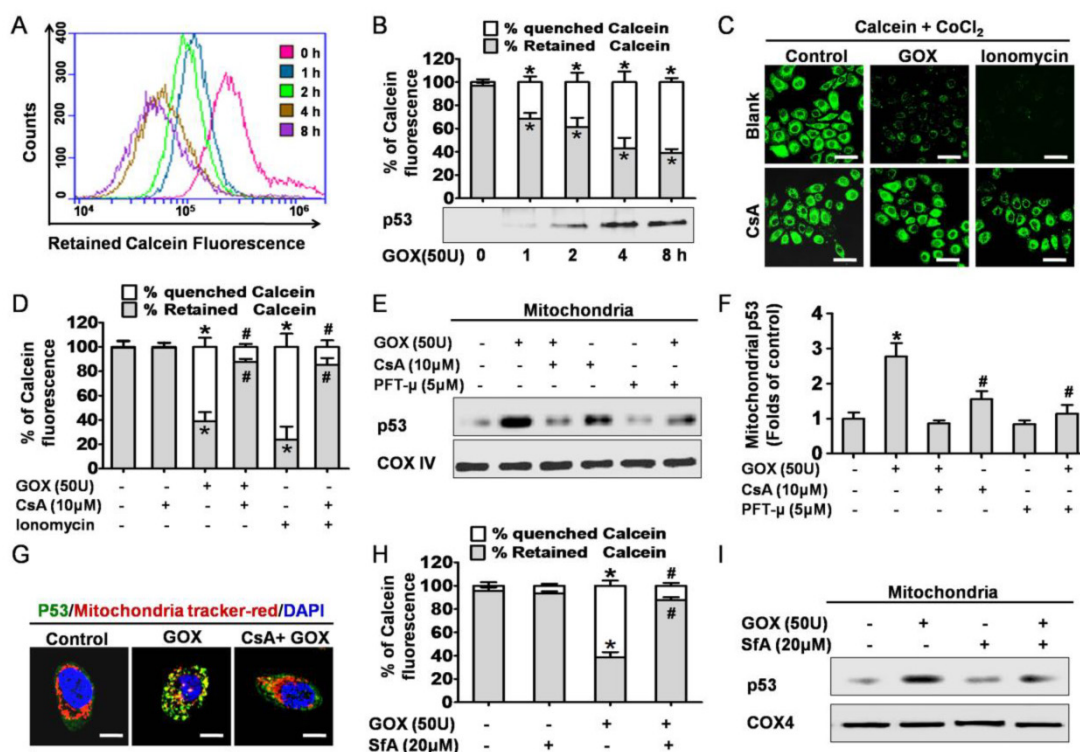 A
400
300
200
100
0
Counts
0 h
1 h
2 h
4 h
8 h
10⁴
10⁵
10⁶
Retained Calcein Fluorescence
B
% quenched Calcein
% Retained Calcein
120
100
80
60
40
20
0
% of Calcein
fluorescence
* * * *
* * * *
p53
GOX(50U) 0 1 2 4 8 h
C
Calcein + CoCl₂
Control GOX Ionomycin
Blank
CsA
D
% quenched Calcein
% Retained Calcein
120
100
80
60
40
20
0
% of Calcein
fluorescence
* # * #
* # * #
GOX (50U) - - + + - -
CsA (10µM) - + - + - +
Ionomycin - - - - + +
E
Mitochondria
GOX (50U) - + + - - +
CsA (10µM) - - + + - -
PFT-µ (5µM) - - - - + +
p53
COX IV
F
Mitochondrial p53
(Folds of control)
4
3
2
1
0
* # #
GOX (50U) - + + - - +
CsA (10µM) - - + + - -
PFT-µ (5µM) - - - - + +
G
P53/Mitochondria tracker-red/DAPI
Control GOX CsA+ GOX
H
% quenched Calcein
% Retained Calcein
120
100
80
60
40
20
0
% of Calcein
fluorescence
* #
* #
GOX (50U) - - + +
SfA (20µM) - + - +
I
Mitochondria
GOX (50U) - + - +
SfA (20µM) - - + +
p53
COX4